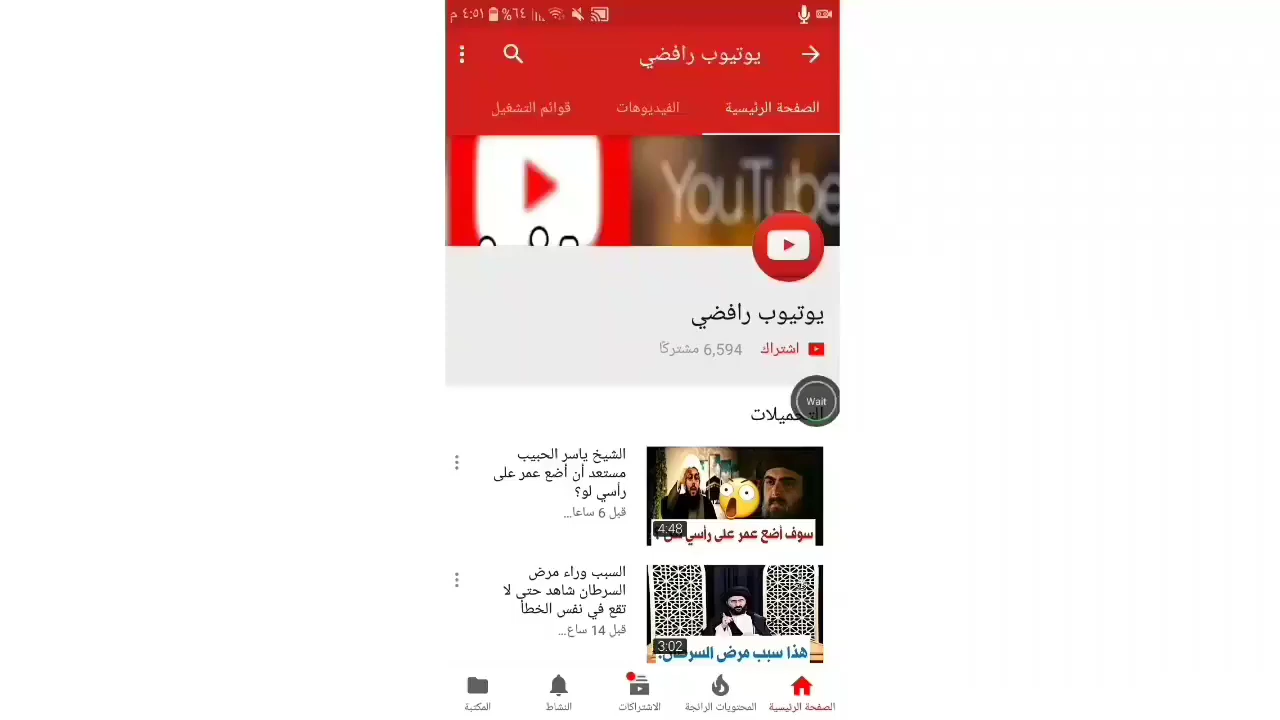 ٤:٥١ م ٦٤%
يوتيوب رافضي
الصفحة الرئيسية
الفيديوهات
قوائم التشغيل
YouTube
يوتيوب رافضي
اشتراك
6,594 مشتركًا
Wait
التحميلات
الشيخ ياسر الحبيب
مستعد أن أضع عمر على
رأسي لو؟
قبل 6 ساعا...
4:48
سوف أضع عمر على رأسي
السبب وراء مرض
السرطان شاهد حتى لا
تقع في نفس الخطأ
قبل 14 ساع...
3:02
هذا سبب مرض السرطان
الصفحة الرئيسية
المحتويات الرائجة
الاشتراكات
النشاط
المكتبة